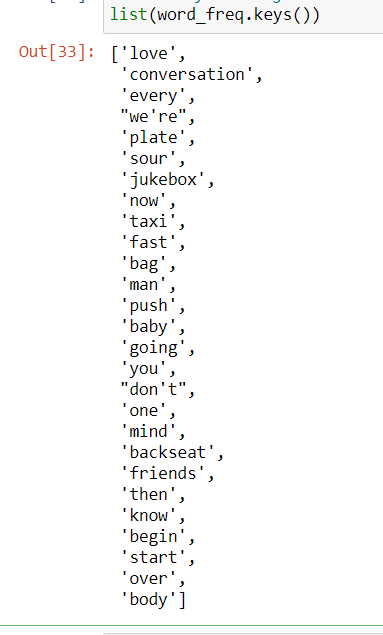 list(word_freq.keys())
Out[33]: ['love',
'conversation',
'every',
"we're",
'plate',
'sour',
'jukebox',
'now',
'taxi',
'fast',
'bag',
'man',
'push',
'baby',
'going',
'you',
"don't",
'one',
'mind',
'backseat',
'friends',
'then',
'know',
'begin',
'start',
'over',
'body']